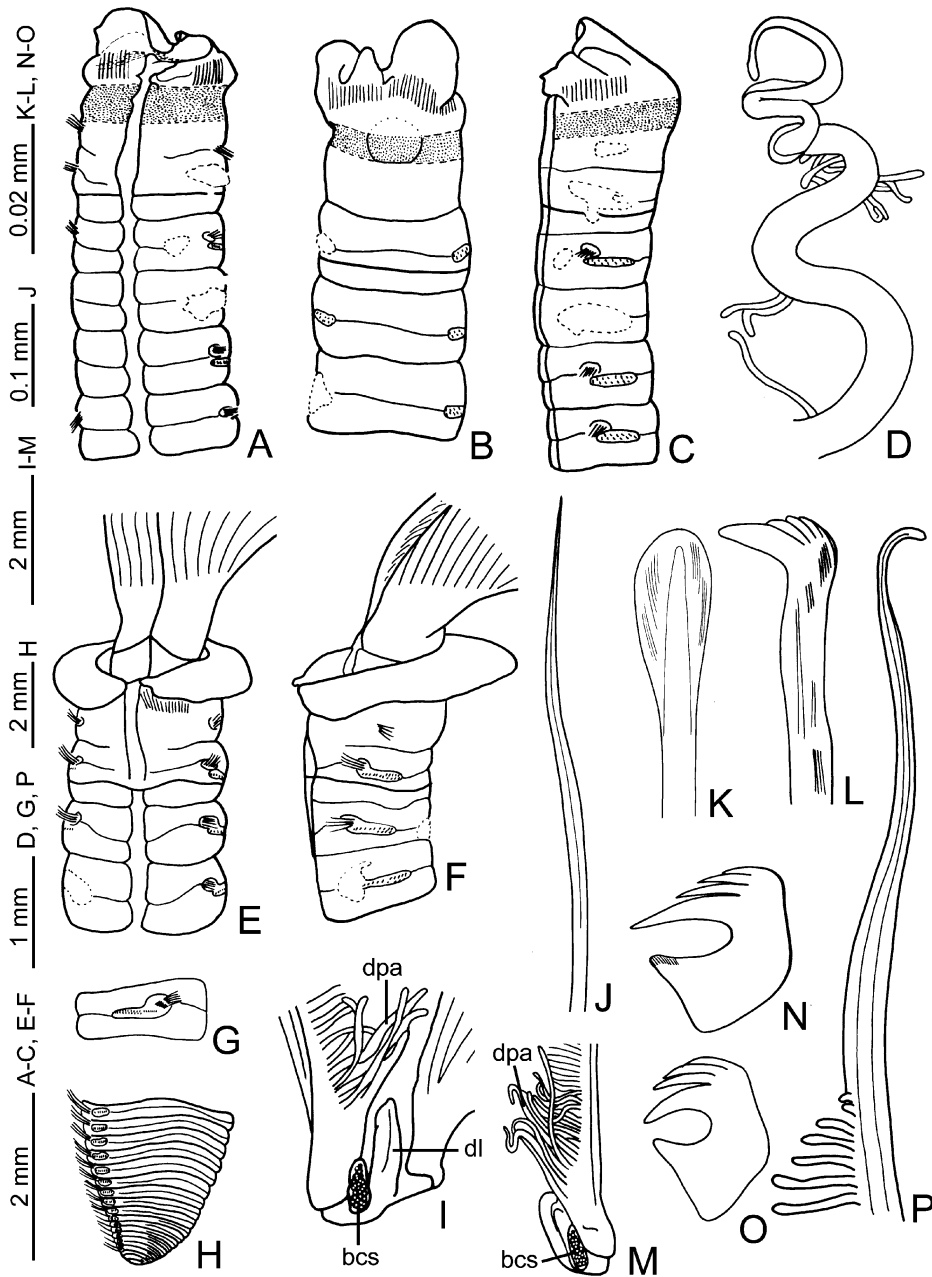 K-L, N-O
0.02 mm
J
0.1 mm
I-M
2 mm
H
2 mm
D, G, P
1 mm
A-C, E-F
2 mm
A
B
C
D
E
F
G
H
dpa
dl
bcs
I
J
K
L
dpa
bcs
M
N
O
P